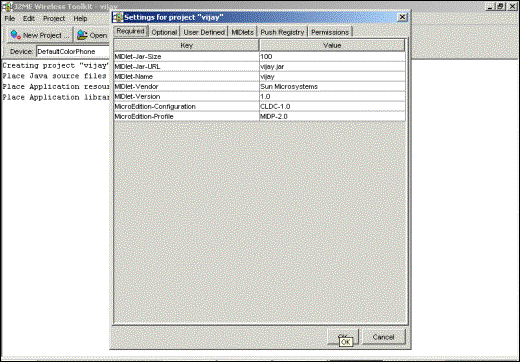 J2ME Wireless Toolkit - vijay
File Edit Project Help
New Project ... Open
Device: DefaultColorPhone
Creating project "vijay"
Place Java source files
Place Application resour
Place Application librar
Settings for project "vijay"
Required Optional User Defined MIDlets Push Registry Permissions
Key Value
MIDlet-Jar-Size 100
MIDlet-Jar-URL vijay.jar
MIDlet-Name vijay
MIDlet-Vendor Sun Microsystems
MIDlet-Version 1.0
MicroEdition-Configuration CLDC-1.0
MicroEdition-Profile MIDP-2.0
OK Cancel
OK